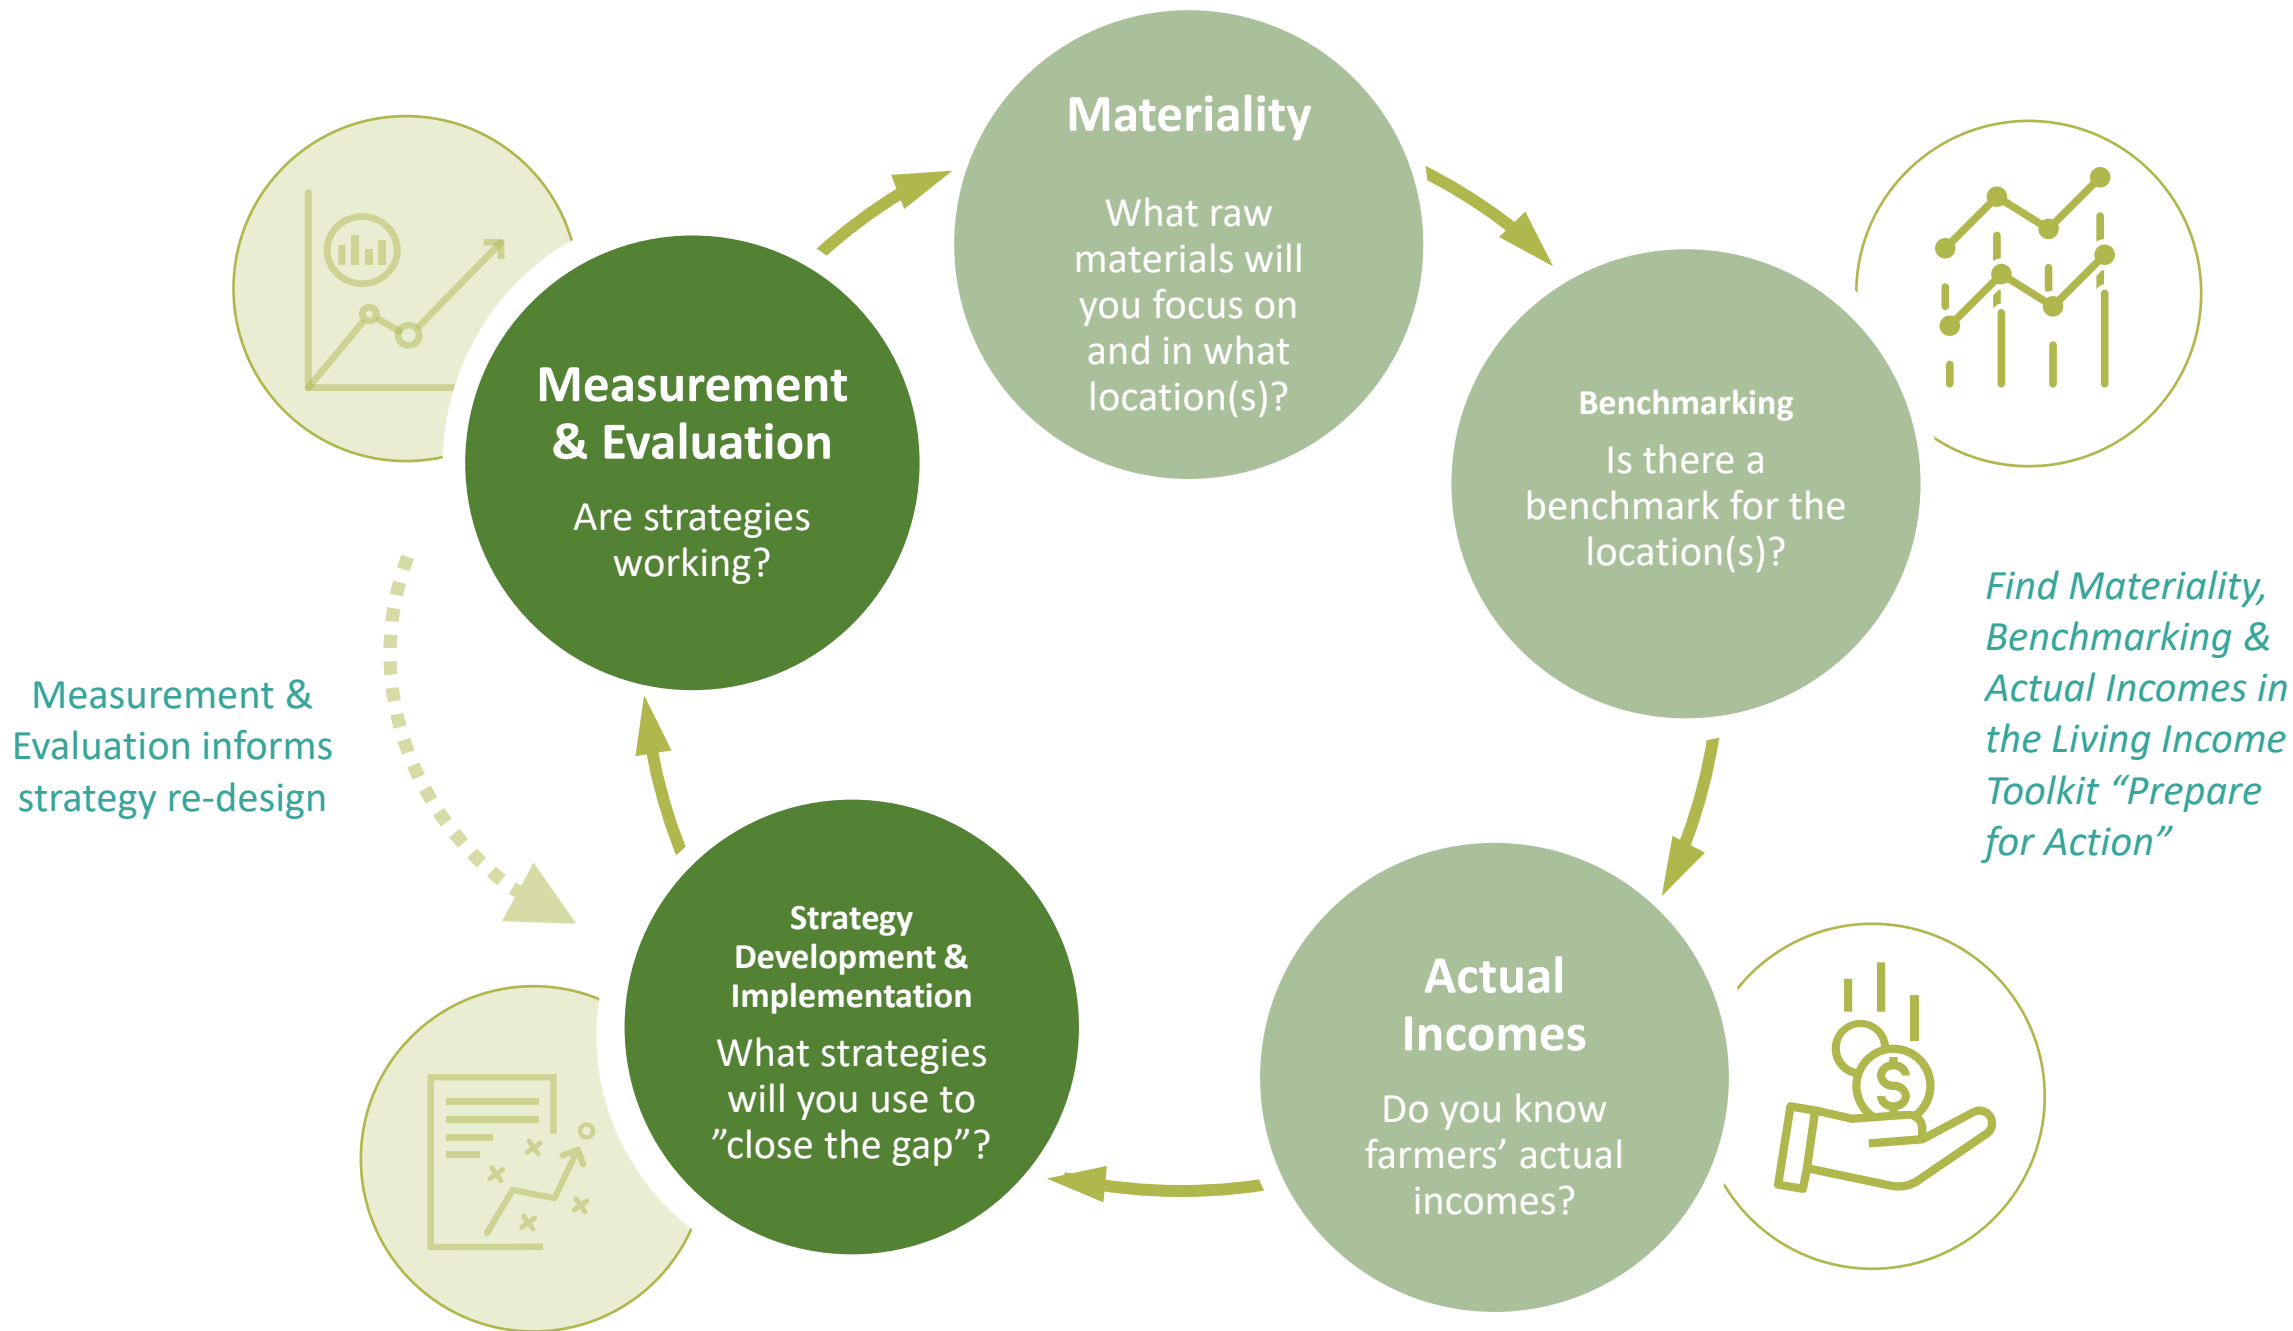 Materiality
What raw
materials will
you focus on
and in what
location(s)?
Benchmarking
Is there a
benchmark for the
location(s)?
Find Materiality,
Benchmarking &
Actual Incomes in
the Living Income
Toolkit “Prepare
for Action”
Actual
Incomes
Do you know
farmers’ actual
incomes?
$
Strategy
Development &
Implementation
What strategies
will you use to
”close the gap”?
Measurement
& Evaluation
Are strategies
working?
Measurement &
Evaluation informs
strategy re-design